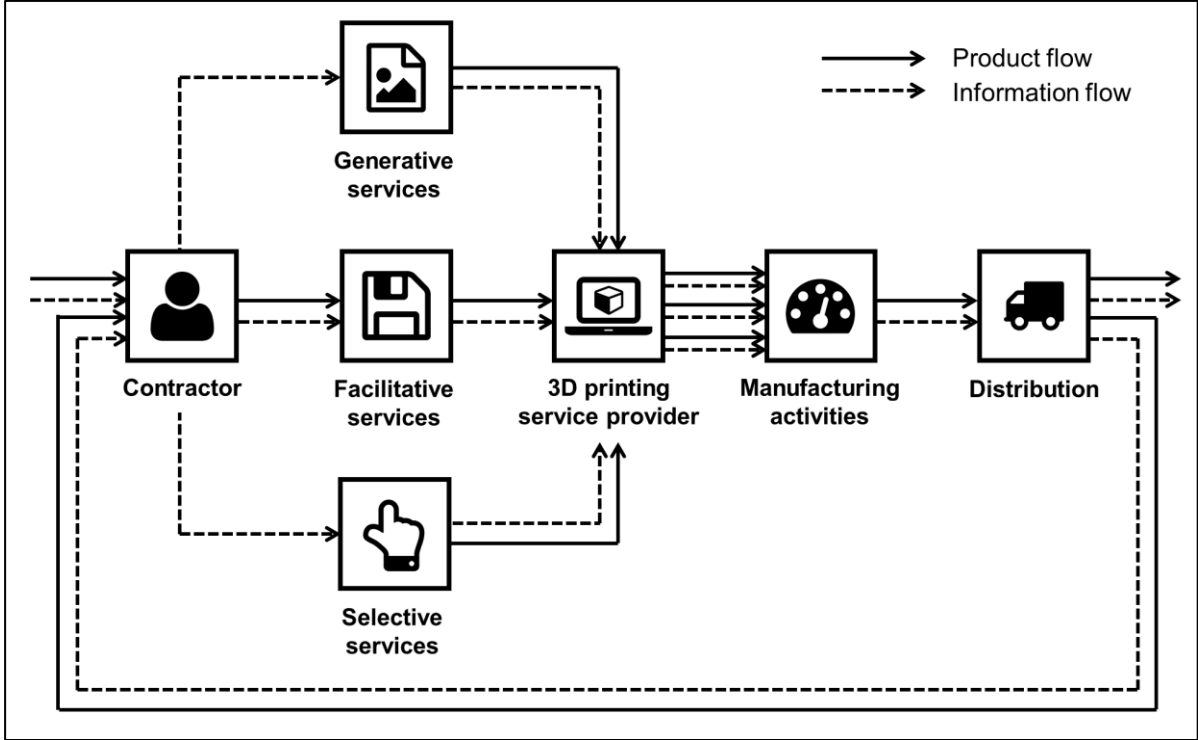 Product flow
Information flow
Generative
services
Contractor
Facilitative
services
3D printing
service provider
Manufacturing
activities
Distribution
Selective
services